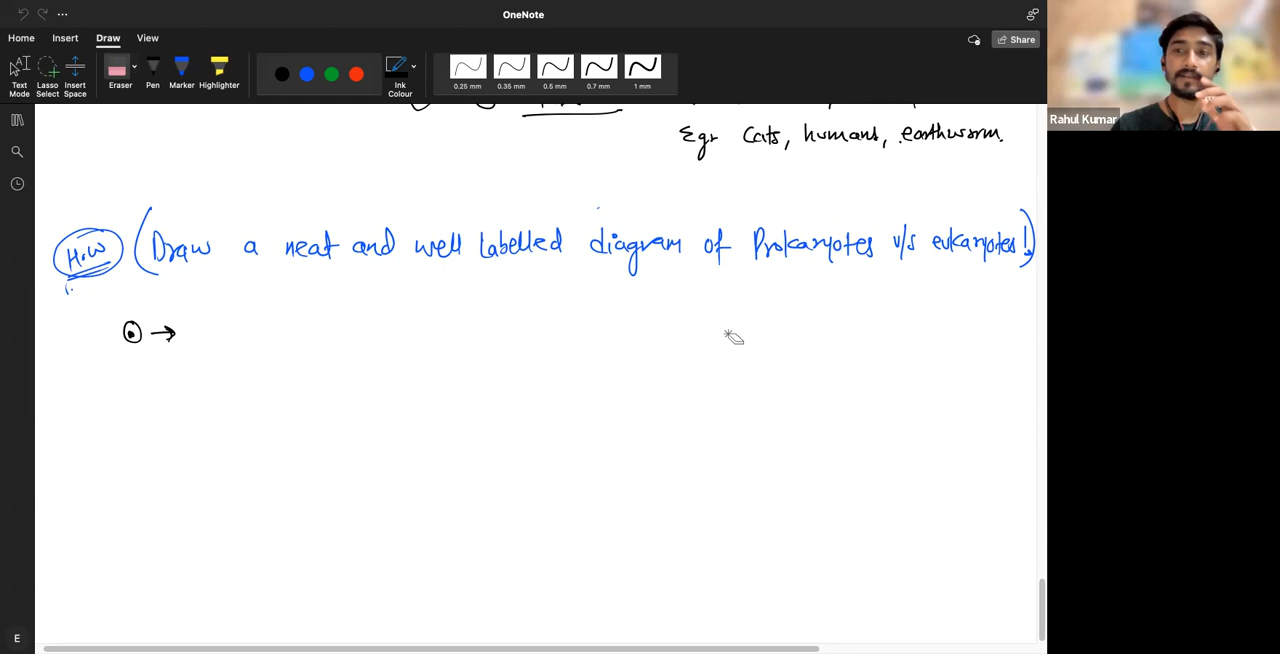 OneNote
Home Insert Draw View
Share
Text Mode
Lasso Select
Insert Space
Eraser
Pen
Marker
Highlighter
Ink Colour
0.25 mm 0.35 mm 0.5 mm 0.7 mm 1 mm
Rahul Kumar
Eg:- Cats, humans, earthworm.
H.W (Draw a neat and well labelled diagram of Prokaryotes v/s eukaryotes!)
E